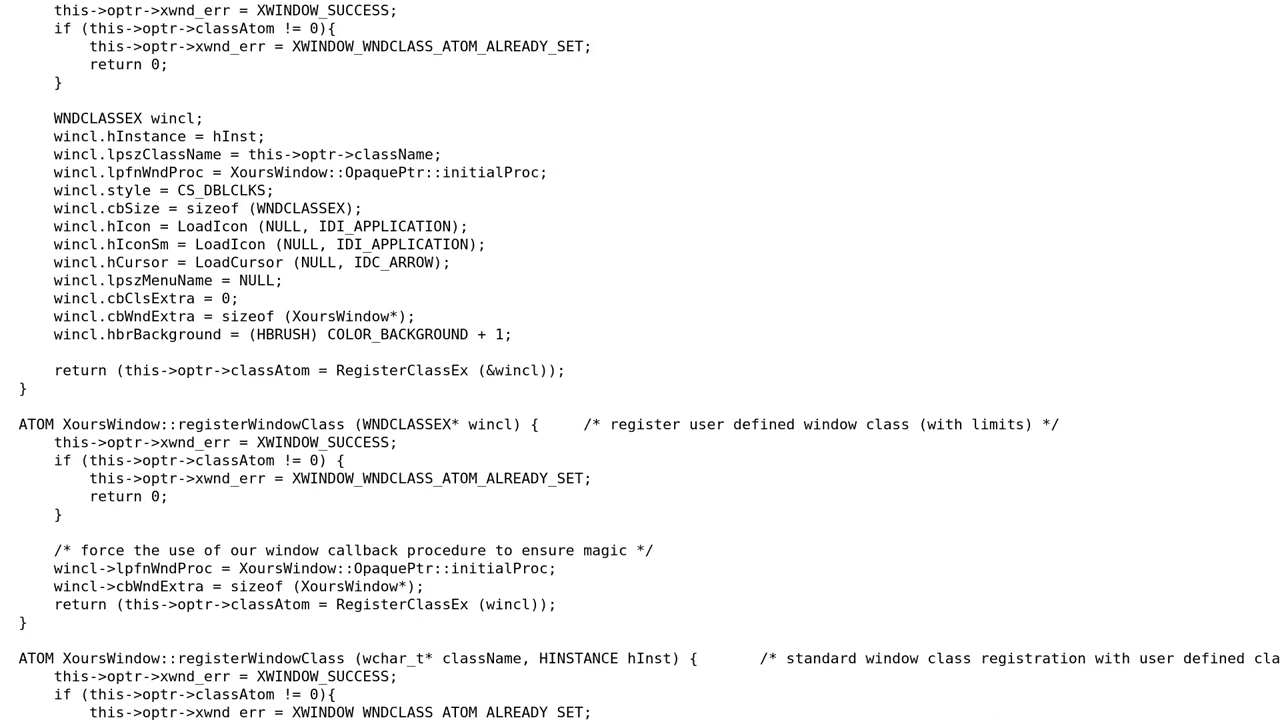 this->optr->xwnd_err = XWINDOW_SUCCESS;
if (this->optr->classAtom != 0){
this->optr->xwnd_err = XWINDOW_WNDCLASS_ATOM_ALREADY_SET;
return 0;
}
WNDCLASSEX wincl;
wincl.hInstance = hInst;
wincl.lpszClassName = this->optr->className;
wincl.lpfnWndProc = XoursWindow::OpaquePtr::initialProc;
wincl.style = CS_DBLCLKS;
wincl.cbSize = sizeof (WNDCLASSEX);
wincl.hIcon = LoadIcon (NULL, IDI_APPLICATION);
wincl.hIconSm = LoadIcon (NULL, IDI_APPLICATION);
wincl.hCursor = LoadCursor (NULL, IDC_ARROW);
wincl.lpszMenuName = NULL;
wincl.cbClsExtra = 0;
wincl.cbWndExtra = sizeof (XoursWindow*);
wincl.hbrBackground = (HBRUSH) COLOR_BACKGROUND + 1;
return (this->optr->classAtom = RegisterClassEx (&wincl));
}
ATOM XoursWindow::registerWindowClass (WNDCLASSEX* wincl) {     /* register user defined window class (with limits) */
this->optr->xwnd_err = XWINDOW_SUCCESS;
if (this->optr->classAtom != 0) {
this->optr->xwnd_err = XWINDOW_WNDCLASS_ATOM_ALREADY_SET;
return 0;
}
/* force the use of our window callback procedure to ensure magic */
wincl->lpfnWndProc = XoursWindow::OpaquePtr::initialProc;
wincl->cbWndExtra = sizeof (XoursWindow*);
return (this->optr->classAtom = RegisterClassEx (wincl));
}
ATOM XoursWindow::registerWindowClass (wchar_t* className, HINSTANCE hInst) {       /* standard window class registration with user defined cla
this->optr->xwnd_err = XWINDOW_SUCCESS;
if (this->optr->classAtom != 0){
this->optr->xwnd_err = XWINDOW_WNDCLASS_ATOM_ALREADY_SET;